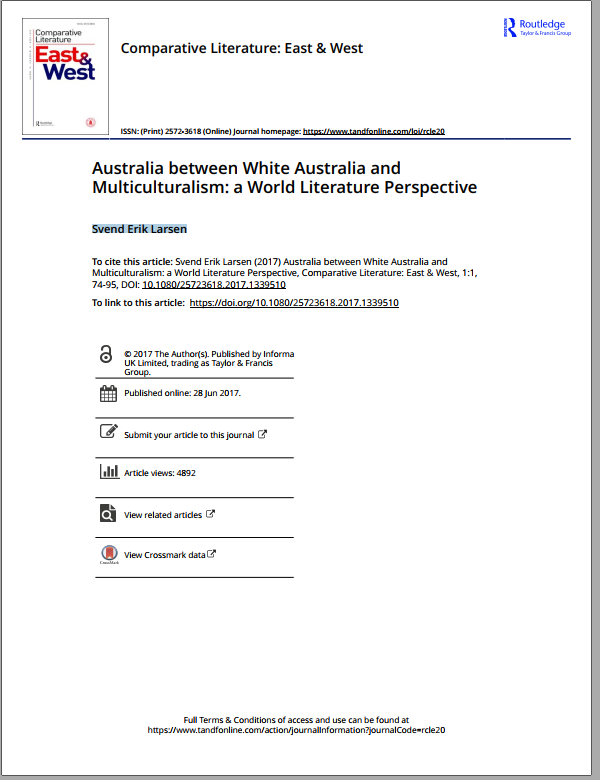 Comparative
Literature
East&
West
Routledge
Taylor & Francis Group
Comparative Literature: East & West
ISSN: (Print) 2572-3618 (Online) Journal homepage: https://www.tandfonline.com/loi/rcle20
Australia between White Australia and
Multiculturalism: a World Literature Perspective
Svend Erik Larsen
To cite this article: Svend Erik Larsen (2017) Australia between White Australia and
Multiculturalism: a World Literature Perspective, Comparative Literature: East & West, 1:1,
74-95, DOI: 10.1080/25723618.2017.1339510
To link to this article: https://doi.org/10.1080/25723618.2017.1339510
© 2017 The Author(s). Published by Informa
UK Limited, trading as Taylor & Francis
Group.
Published online: 28 Jun 2017.
Submit your article to this journal
Article views: 4892
View related articles
View Crossmark data
CrossMark
Full Terms & Conditions of access and use can be found at
https://www.tandfonline.com/action/journalInformation?journalCode=rcle20